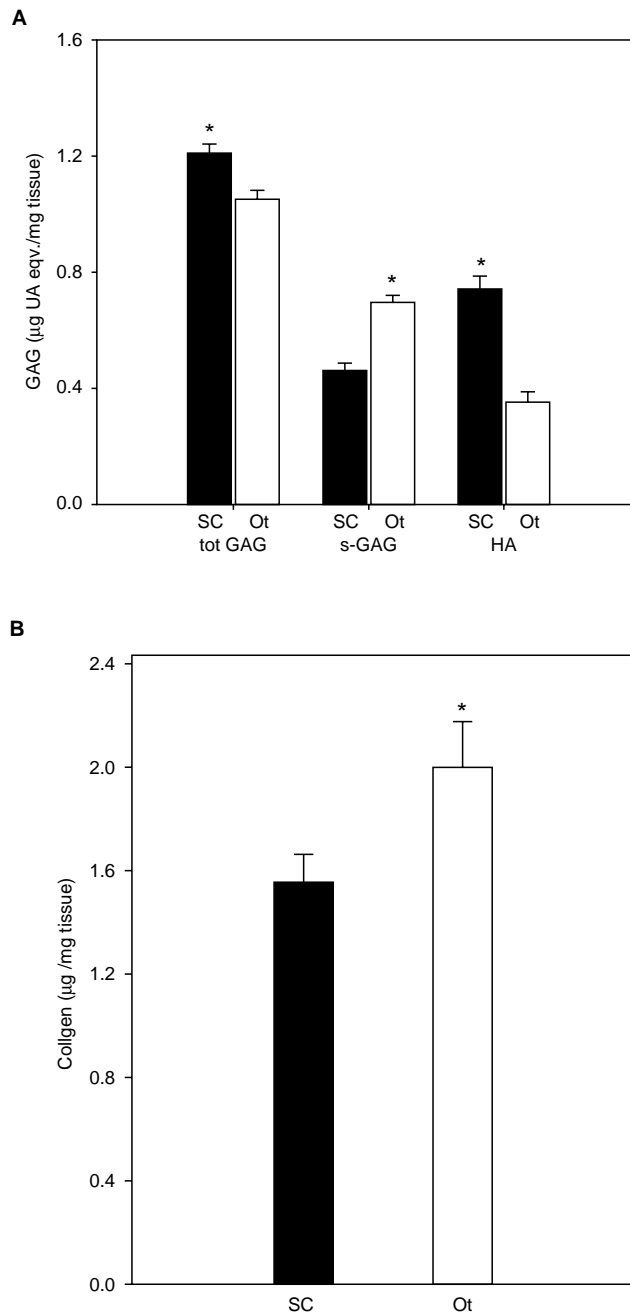 A
1.6
1.2
0.8
0.4
0.0
GAG (μg UA eqv./mg tissue)
*
*
*
SC Ot SC Ot SC Ot
tot GAG s-GAG HA
B
2.4
2.0
1.6
1.2
0.8
0.4
0.0
Collgen (μg /mg tissue)
*
SC Ot